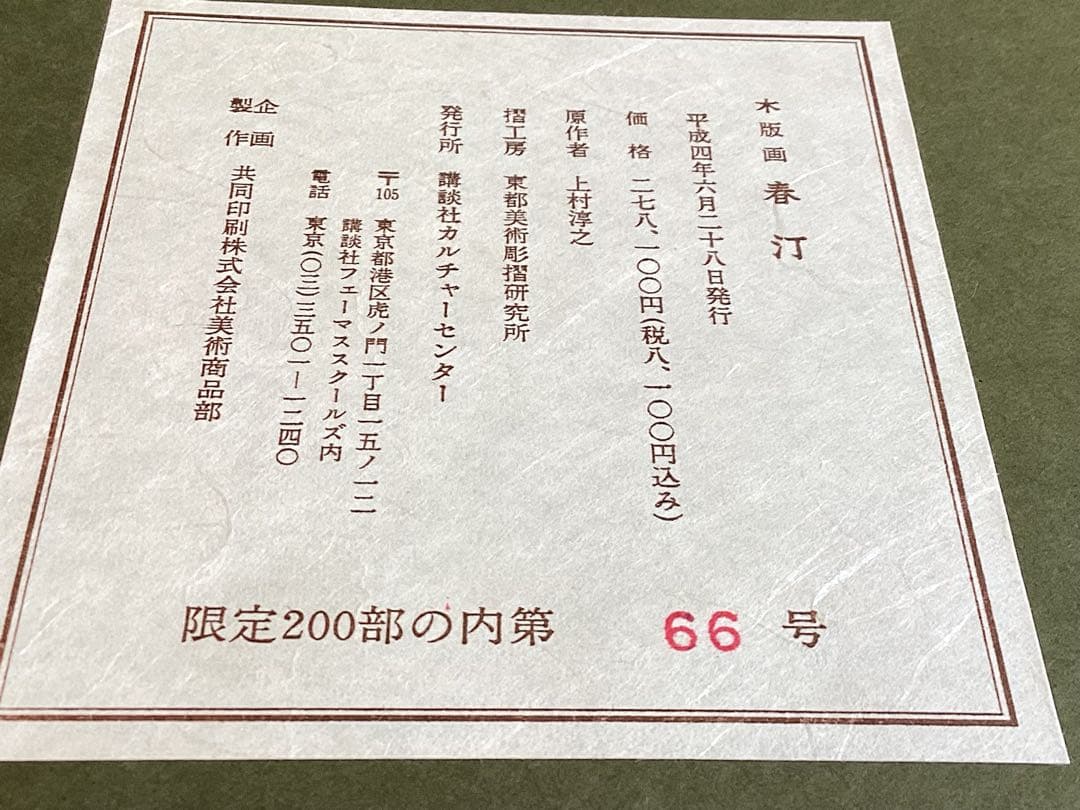 木版画 春汀
平成四年六月二十八日発行
価格 二七八、一〇〇円(税八、一〇〇円込み)
原作者 上村淳之
摺工房 東都美術彫摺研究所
発行所 講談社カルチャーセンター
〒105 東京都港区虎ノ門一丁目一五ノ一二
講談社フェーマススクールズ内
電話 東京(〇三)三五〇一―一二四〇
企画
製作 共同印刷株式会社美術商品部
限定200部の内第 66 号